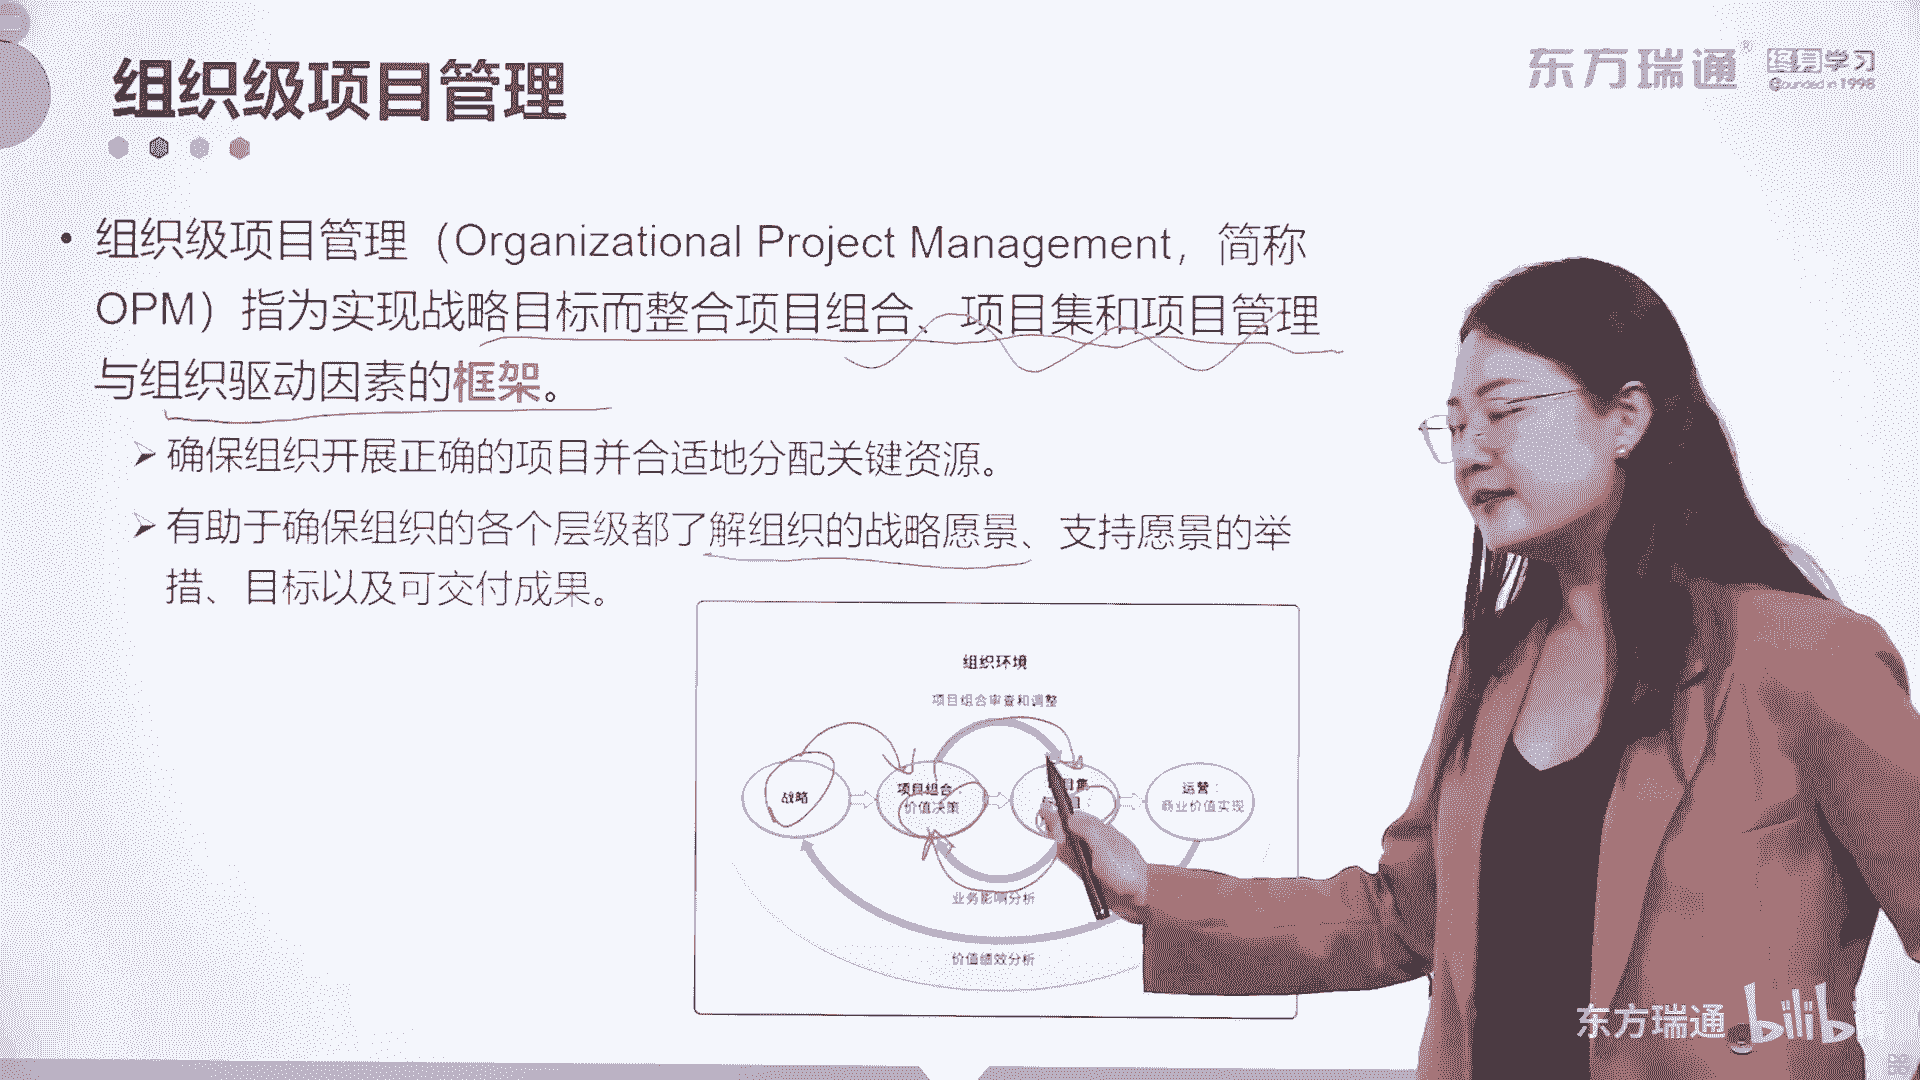 组织级项目管理
东方瑞通®
终身学习
Founded in 1998
• 组织级项目管理（Organizational Project Management，简称
OPM）指为实现战略目标而整合项目组合、项目集和项目管理
与组织驱动因素的框架。
➢ 确保组织开展正确的项目并合适地分配关键资源。
➢ 有助于确保组织的各个层级都了解组织的战略愿景、支持愿景的举
措、目标以及可交付成果。
组织环境
项目组合审查和调整
战略
项目组合：
价值决策
目集
运营：
商业价值实现
业务影响分析
价值绩效分析
东方瑞通
bilibili